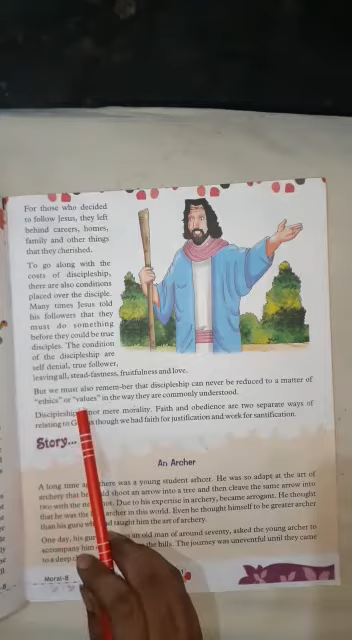 For those who decided
to follow Jesus, they left
behind careers, homes,
family and other things
that they cherished.
To go along with the
costs of discipleship,
there are also conditions
placed over the disciple.
Many times Jesus told
his followers that they
must do something
before they could be true
disciples. The condition
of the discipleship are
self denial, true follower,
leaving all, stead-fastness, fruitfulness and love.
But we must also remem-ber that discipleship can never be reduced to a matter of
"ethics" or "values" in the way they are commonly understood.
Discipleship not mere morality. Faith and obedience are two separate ways of
relating to though we had faith for justification and work for santification.
Story...
An Archer
A long time there was a young student archer. He was so adapt at the art of
archery that shoot an arrow into a tree and then cleave the same arrow into
two with the shot. Due to his expertise in archery, became arrogant. He thought
that he was the archer in this world. Even he thought himself to be greater archer
than his guru taught him the art of archery.
One day, his guru an old man of around seventy, asked the young archer to
accompany him the hills. The journey was uneventful until they came
to a deep
Moral-8